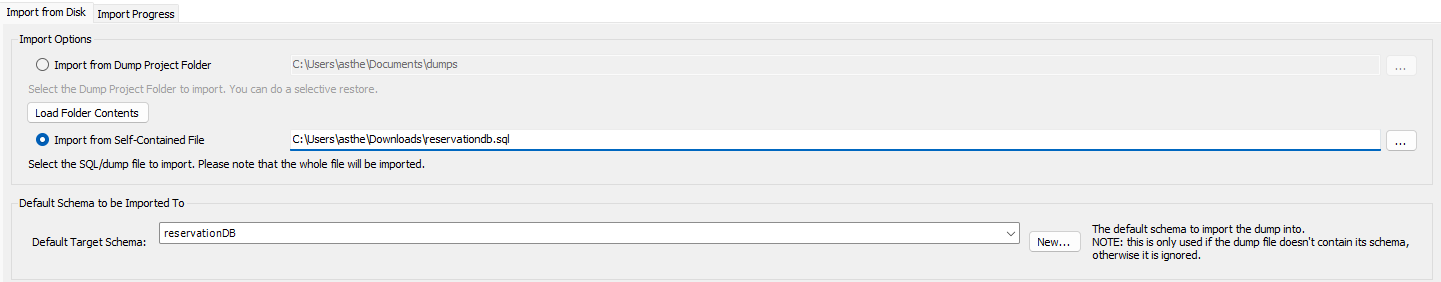 Import from Disk
Import Progress
Import Options
Import from Dump Project Folder
C:\Users\asthe\Documents\dumps
...
Select the Dump Project Folder to import. You can do a selective restore.
Load Folder Contents
Import from Self-Contained File
C:\Users\asthe\Downloads\reservationdb.sql
...
Select the SQL/dump file to import. Please note that the whole file will be imported.
Default Schema to be Imported To
Default Target Schema:
reservationDB
New...
The default schema to import the dump into.
NOTE: this is only used if the dump file doesn't contain its schema,
otherwise it is ignored.